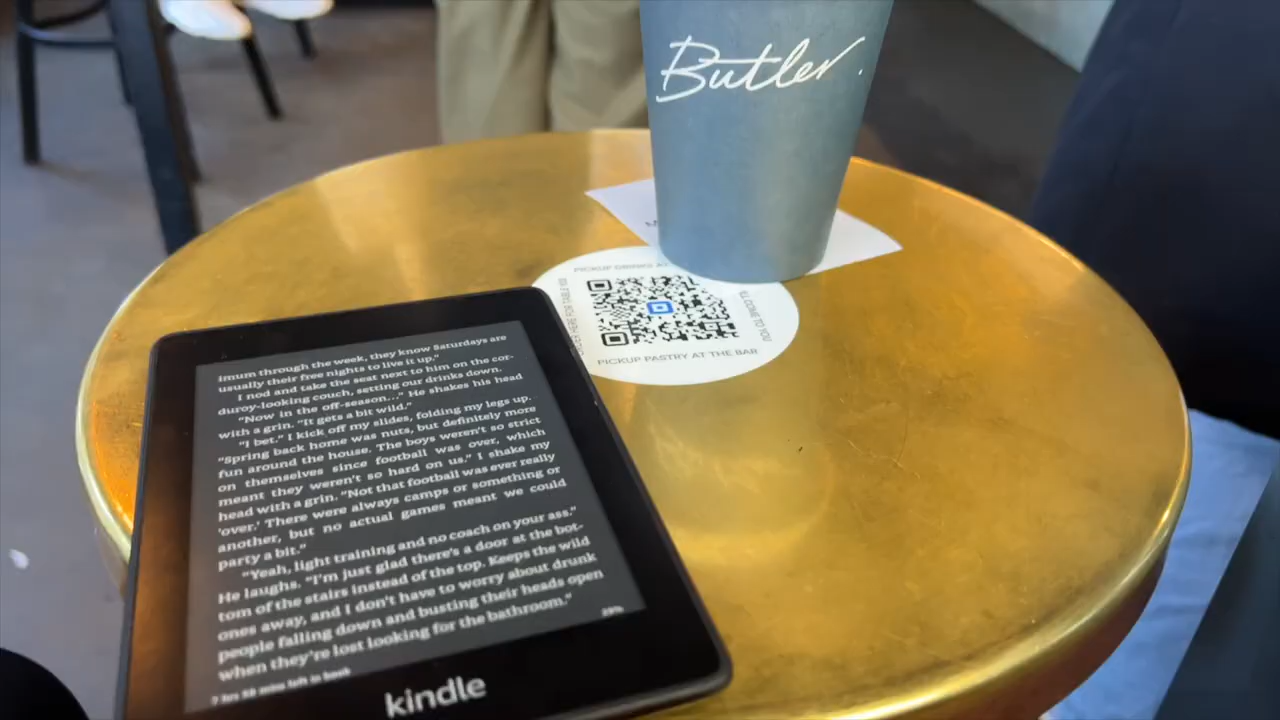 Butler.
PICKUP DRINKS AT
PICKUP PASTRY AT THE BAR
imum through the week, they know Saturdays are
usually their free nights to live it up."
I nod and take the seat next to him on the cor-
duroy-looking couch, setting our drinks down.
"Now in the off-season..." He shakes his head
with a grin. "It gets a bit wild."
"I bet." I kick off my slides, folding my legs up.
"Spring back home was nuts, but definitely more
fun around the house. The boys weren't so strict
on themselves since football was over, which
meant they weren't so hard on us." I shake my
head with a grin. "Not that football was ever really
'over.' There were always camps or something or
another, but no actual games meant we could
party a bit."
"Yeah, light training and no coach on your ass."
He laughs. "I'm just glad there's a door at the bot-
tom of the stairs instead of the top. Keeps the wild
ones away, and I don't have to worry about drunk
people falling down and busting their heads open
when they're lost looking for the bathroom."
7 hrs 58 mins left in book
kindle